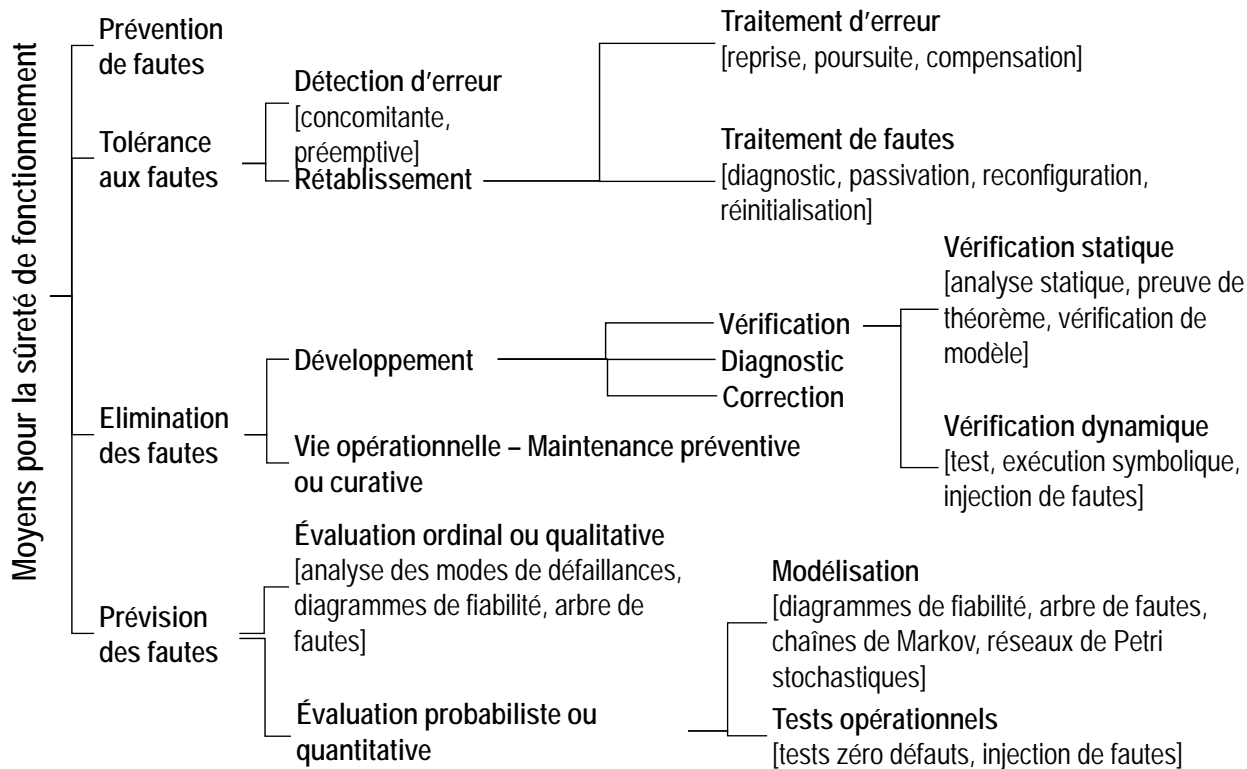 Moyens pour la sûreté de fonctionnement
Prévention
de fautes
Tolérance
aux fautes
Détection d'erreur
[concomitante,
préemptive]
Rétablissement
Traitement d'erreur
[reprise, poursuite, compensation]
Traitement de fautes
[diagnostic, passivation, reconfiguration,
réinitialisation]
Elimination
des fautes
Développement
Vérification
Diagnostic
Correction
Vérification statique
[analyse statique, preuve de
théorème, vérification de
modèle]
Vérification dynamique
[test, exécution symbolique,
injection de fautes]
Vie opérationnelle – Maintenance préventive
ou curative
Prévision
des fautes
Évaluation ordinal ou qualitative
[analyse des modes de défaillances,
diagrammes de fiabilité, arbre de
fautes]
Évaluation probabiliste ou
quantitative
Modélisation
[diagrammes de fiabilité, arbre de fautes,
chaînes de Markov, réseaux de Petri
stochastiques]
Tests opérationnels
[tests zéro défauts, injection de fautes]